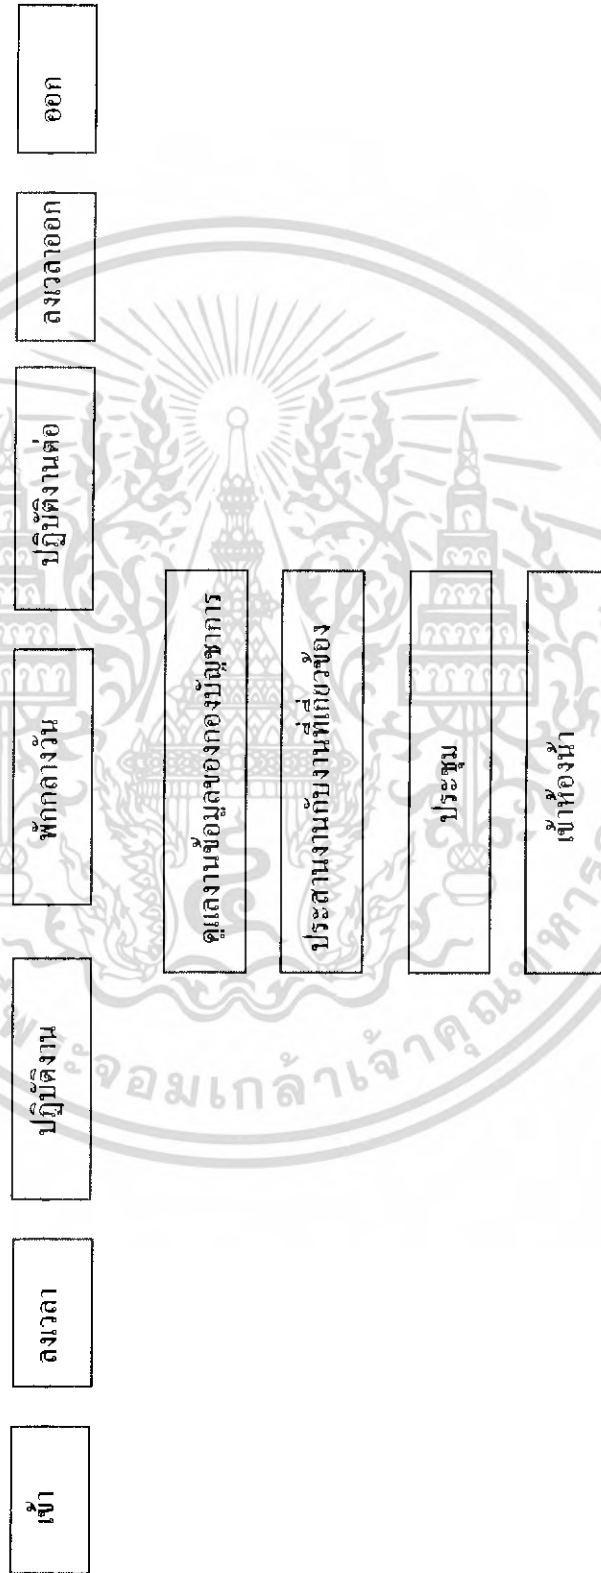 เข้า
ลงเวลา
ปฏิบัติงาน
พักกลางวัน
ปฏิบัติงานต่อ
ลงเวลาออก
ออก
ดูแลงานข้อมูลของกองบัญชาการ
ประสานงานกับงานที่เกี่ยวข้อง
ประชุม
เข้าห้องน้ำ
พระจอมเกล้าเจ้าคุณทหาร